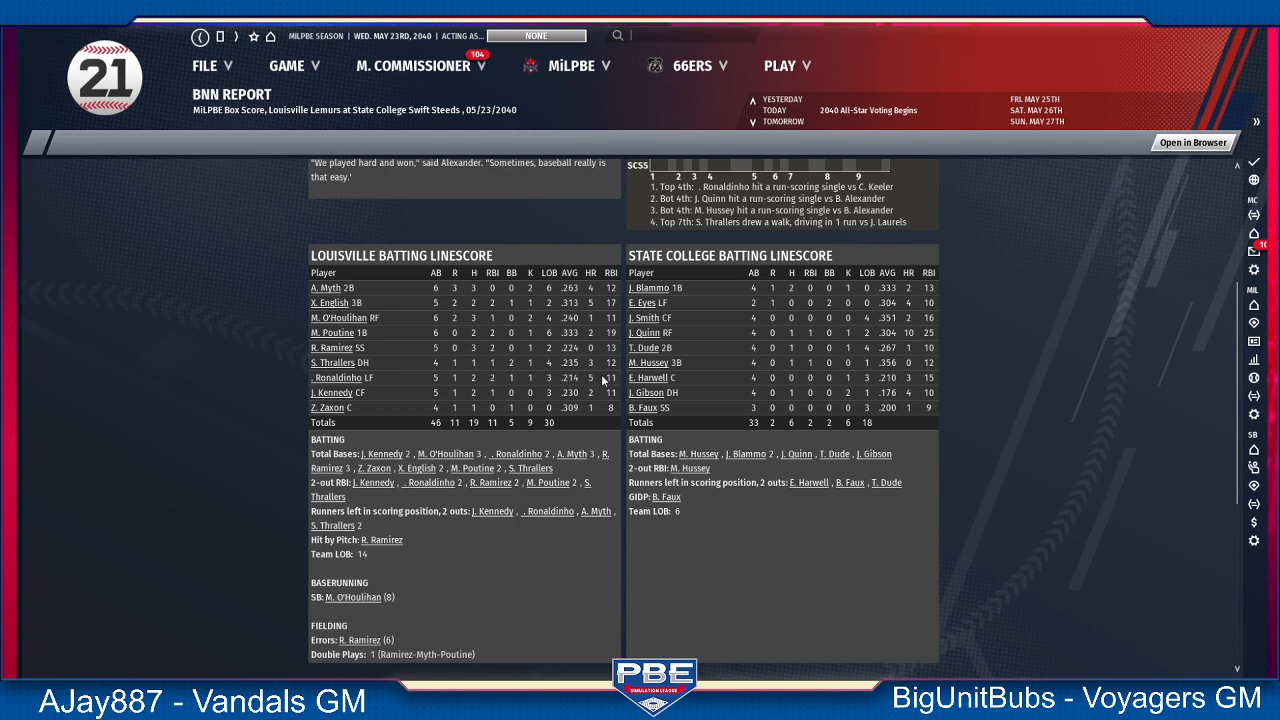 MiLPBE SEASON | WED. MAY 23RD, 2040 | ACTING AS... NONE
21
FILE GAME M. COMMISSIONER 104 MiLPBE 66ERS PLAY
BNN REPORT
MiLPBE Box Score, Louisville Lemurs at State College Swift Steeds , 05/23/2040
YESTERDAY FRI. MAY 25TH
TODAY 2040 All-Star Voting Begins SAT. MAY 26TH
TOMORROW SUN. MAY 27TH
Open in Browser
"We played hard and won," said Alexander. "Sometimes, baseball really is
that easy.'
SCSS
1 2 3 4 5 6 7 8 9
1. Top 4th: . Ronaldinho hit a run-scoring single vs C. Keeler
2. Bot 4th: J. Quinn hit a run-scoring single vs B. Alexander
3. Bot 4th: M. Hussey hit a run-scoring single vs B. Alexander
4. Top 7th: S. Thrallers drew a walk, driving in 1 run vs J. Laurels
LOUISVILLE BATTING LINESCORE
Player AB R H RBI BB K LOB AVG HR RBI
A. Myth 2B 6 3 3 0 0 2 6 .263 4 12
X. English 3B 5 2 2 2 1 1 2 .313 5 17
M. O'Houlihan RF 6 2 3 1 0 2 4 .240 1 11
M. Poutine 1B 6 0 2 2 0 1 6 .333 2 19
R. Ramirez SS 5 0 3 2 0 1 2 .224 0 13
S. Thrallers DH 4 1 1 1 2 1 4 .235 3 12
. Ronaldinho LF 5 1 2 2 1 1 3 .214 5 11
J. Kennedy CF 5 1 2 1 0 0 3 .230 2 11
Z. Zaxon C 4 1 1 0 1 0 0 .309 1 8
Totals 46 11 19 11 5 9 30
BATTING
Total Bases: J. Kennedy 2 , M. O'Houlihan 3 , . Ronaldinho 2 , A. Myth 3 , R.
Ramirez 3 , Z. Zaxon , X. English 2 , M. Poutine 2 , S. Thrallers
2-out RBI: J. Kennedy , . Ronaldinho 2 , R. Ramirez 2 , M. Poutine 2 , S.
Thrallers
Runners left in scoring position, 2 outs: J. Kennedy , . Ronaldinho , A. Myth ,
S. Thrallers 2
Hit by Pitch: R. Ramirez
Team LOB: 14
BASERUNNING
SB: M. O'Houlihan (8)
FIELDING
Errors: R. Ramirez (6)
Double Plays: 1 (Ramirez-Myth-Poutine)
STATE COLLEGE BATTING LINESCORE
Player AB R H RBI BB K LOB AVG HR RBI
J. Blammo 1B 4 1 2 0 0 1 0 .333 2 13
E. Eyes LF 2 1 0 0 2 0 0 .304 4 10
J. Smith CF 4 0 0 0 0 0 4 .351 2 16
J. Quinn RF 4 0 1 1 0 1 2 .304 10 25
T. Dude 2B 4 0 1 0 0 1 4 .267 1 10
M. Hussey 3B 4 0 1 1 0 0 1 .356 0 12
E. Harwell C 4 0 0 0 0 1 3 .210 3 15
J. Gibson DH 4 0 1 0 0 2 1 .176 4 10
B. Faux SS 3 0 0 0 0 0 3 .200 1 9
Totals 33 2 6 2 2 6 18
BATTING
Total Bases: M. Hussey , J. Blammo 2 , J. Quinn , T. Dude , J. Gibson
2-out RBI: M. Hussey
Runners left in scoring position, 2 outs: E. Harwell , B. Faux , T. Dude
GIDP: B. Faux
Team LOB: 6
MC
10
MIL
SB
PBE
SIMULATION LEAGUE
AJay887 - Vandals GM
BigUnitBubs - Voyagers GM